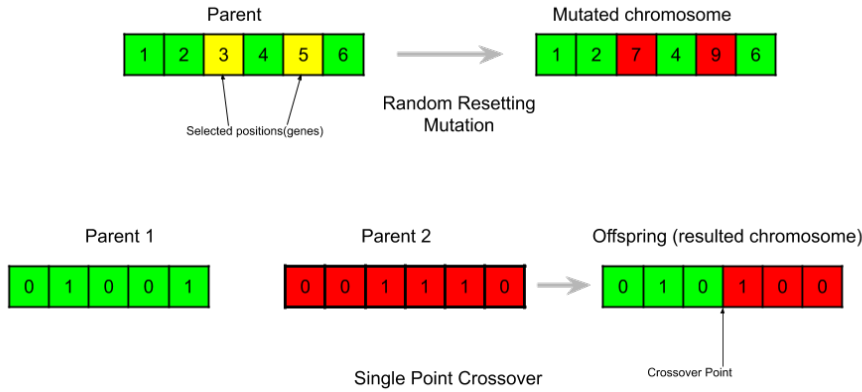 Parent
Mutated chromosome
1 2 3 4 5 6
1 2 7 4 9 6
Random Resetting
Mutation
Selected positions(genes)
Parent 1
Parent 2
Offspring (resulted chromosome)
0 1 0 0 1
0 0 1 1 1 0
0 1 0 1 0 0
Crossover Point
Single Point Crossover